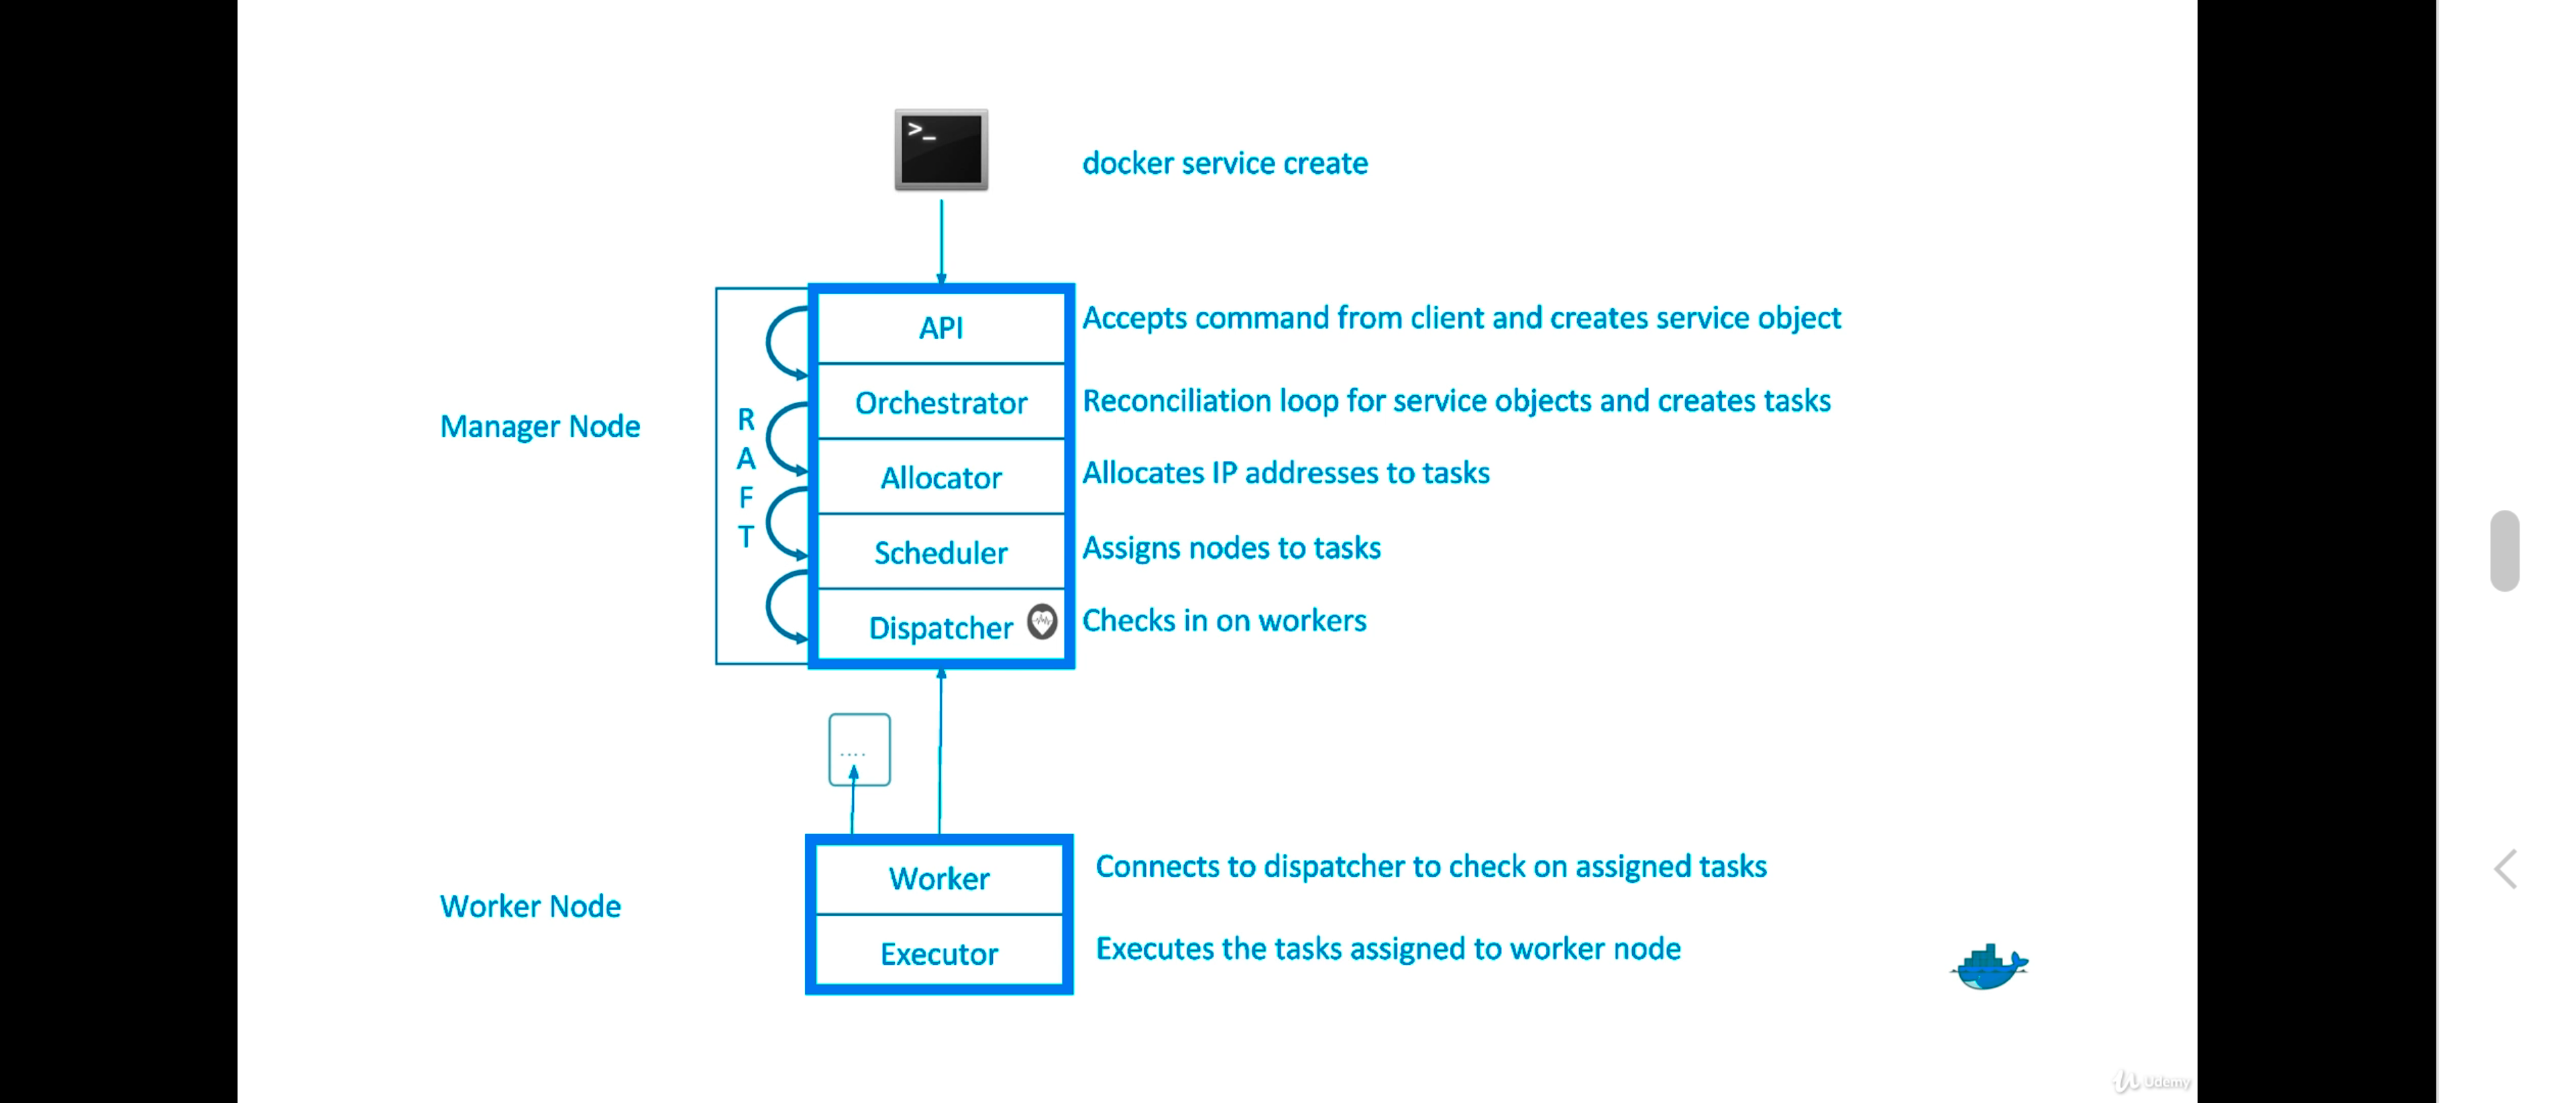 >_
docker service create
Manager Node
RAFT
API
Accepts command from client and creates service object
Orchestrator
Reconciliation loop for service objects and creates tasks
Allocator
Allocates IP addresses to tasks
Scheduler
Assigns nodes to tasks
Dispatcher
Checks in on workers
....
Worker Node
Worker
Connects to dispatcher to check on assigned tasks
Executor
Executes the tasks assigned to worker node
Udemy